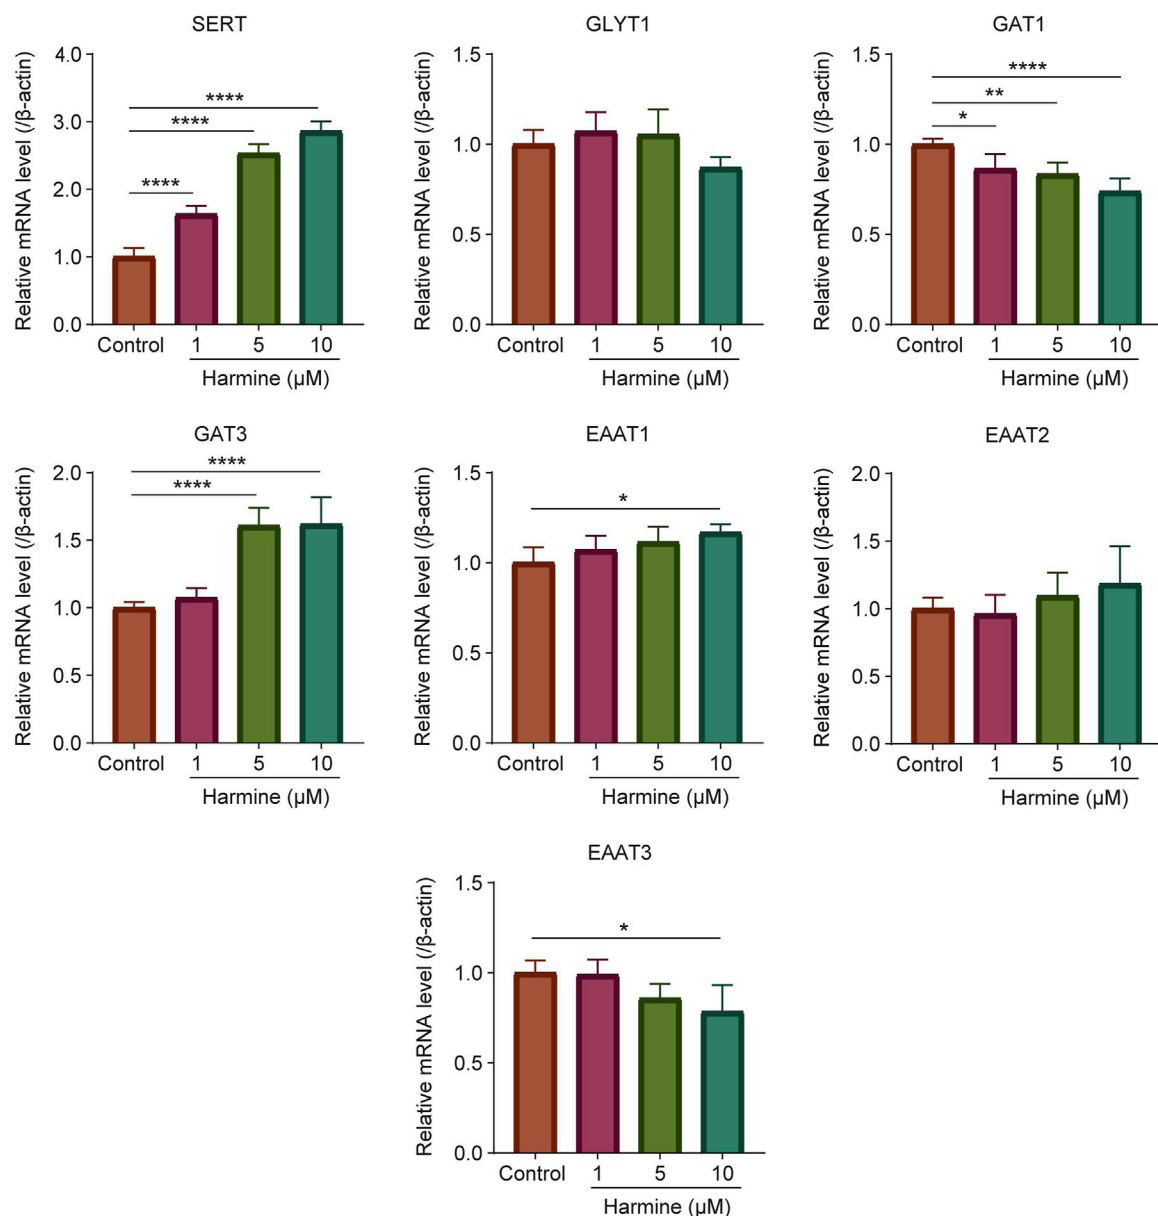 SERT
Relative mRNA level (/β-actin)
4.0
3.0
2.0
1.0
0.0
****
****
****
Control 1 5 10
Harmine (µM)
GLYT1
Relative mRNA level (/β-actin)
1.5
1.0
0.5
0.0
Control 1 5 10
Harmine (µM)
GAT1
Relative mRNA level (/β-actin)
1.5
1.0
0.5
0.0
****
**
*
Control 1 5 10
Harmine (µM)
GAT3
Relative mRNA level (/β-actin)
2.0
1.5
1.0
0.5
0.0
****
****
Control 1 5 10
Harmine (µM)
EAAT1
Relative mRNA level (/β-actin)
1.5
1.0
0.5
0.0
*
Control 1 5 10
Harmine (µM)
EAAT2
Relative mRNA level (/β-actin)
2.0
1.5
1.0
0.5
0.0
Control 1 5 10
Harmine (µM)
EAAT3
Relative mRNA level (/β-actin)
1.5
1.0
0.5
0.0
*
Control 1 5 10
Harmine (µM)